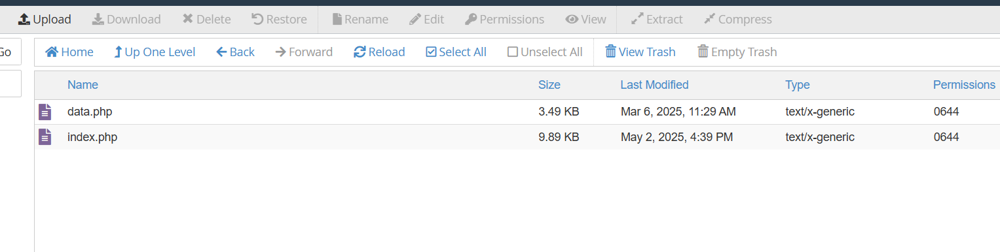 Upload Download Delete Restore Rename Edit Permissions View Extract Compress
Go Home Up One Level Back Forward Reload Select All Unselect All View Trash Empty Trash
Name Size Last Modified Type Permissions
data.php 3.49 KB Mar 6, 2025, 11:29 AM text/x-generic 0644
index.php 9.89 KB May 2, 2025, 4:39 PM text/x-generic 0644